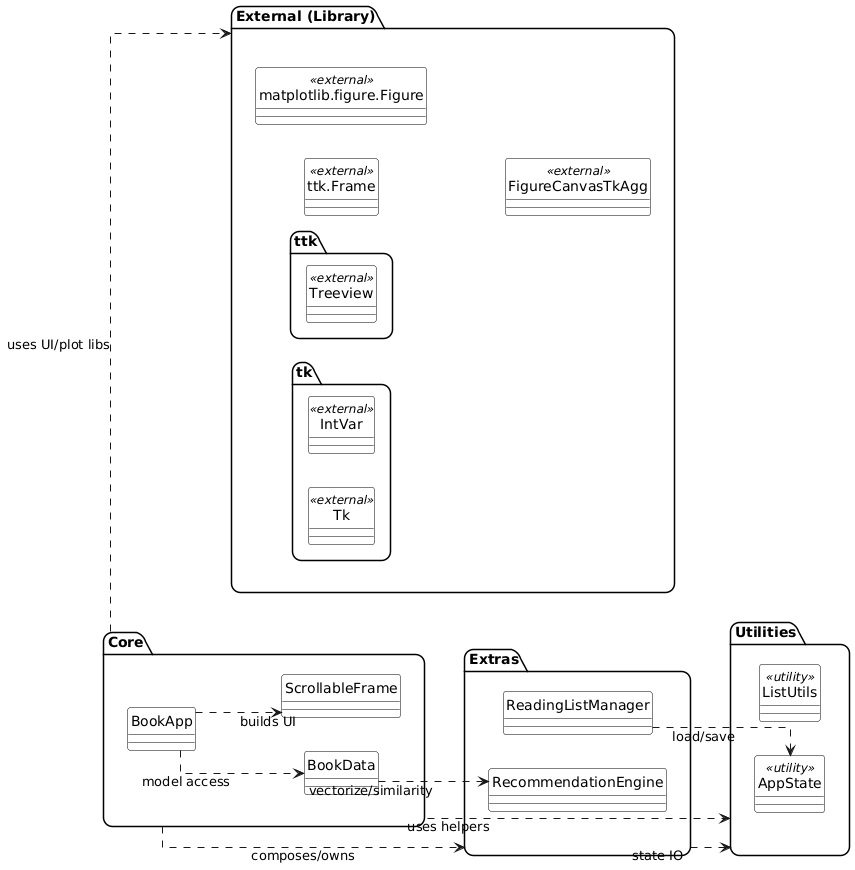 External (Library)
«external»
matplotlib.figure.Figure
«external»
ttk.Frame
«external»
FigureCanvasTkAgg
ttk
«external»
Treeview
uses UI/plot libs
tk
«external»
IntVar
«external»
Tk
Core
ScrollableFrame
BookApp
builds UI
BookData
model access
vectorize/similarity
uses helpers
composes/owns
Extras
ReadingListManager
load/save
RecommendationEngine
state IO
Utilities
«utility»
ListUtils
«utility»
AppState